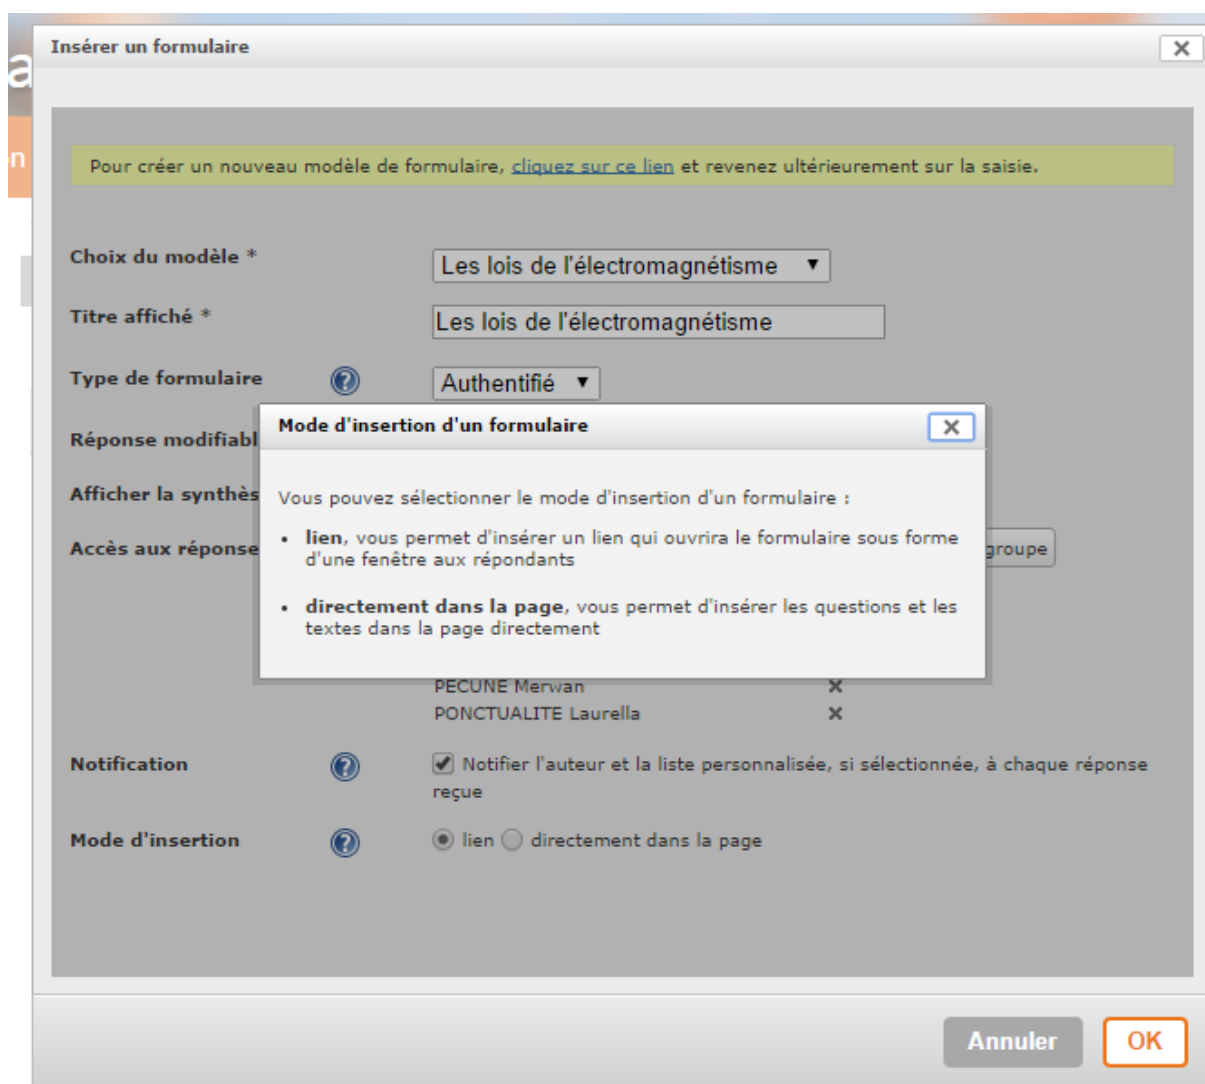 Insérer un formulaire
Pour créer un nouveau modèle de formulaire, cliquez sur ce lien et revenez ultérieurement sur la saisie.
Choix du modèle *
Les lois de l'électromagnétisme
Titre affiché *
Les lois de l'électromagnétisme
Type de formulaire
Authentifié
Mode d'insertion d'un formulaire
Réponse modifiabl
Afficher la synthès
Vous pouvez sélectionner le mode d'insertion d'un formulaire :
• lien, vous permet d'insérer un lien qui ouvrira le formulaire sous forme
d'une fenêtre aux répondants
Accès aux réponse
groupe
• directement dans la page, vous permet d'insérer les questions et les
textes dans la page directement
PECUNE Merwan
PONCTUALITE Laurella
Notification
Notifier l'auteur et la liste personnalisée, si sélectionnée, à chaque réponse
reçue
Mode d'insertion
lien directement dans la page
Annuler
OK